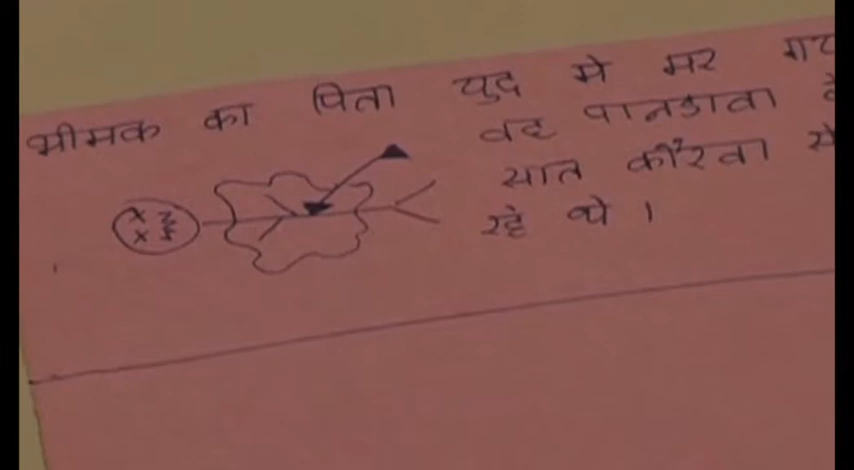 भीमक का पिता युद मे मर
वह पानडावा
सात कौरवा
रहे थे ।